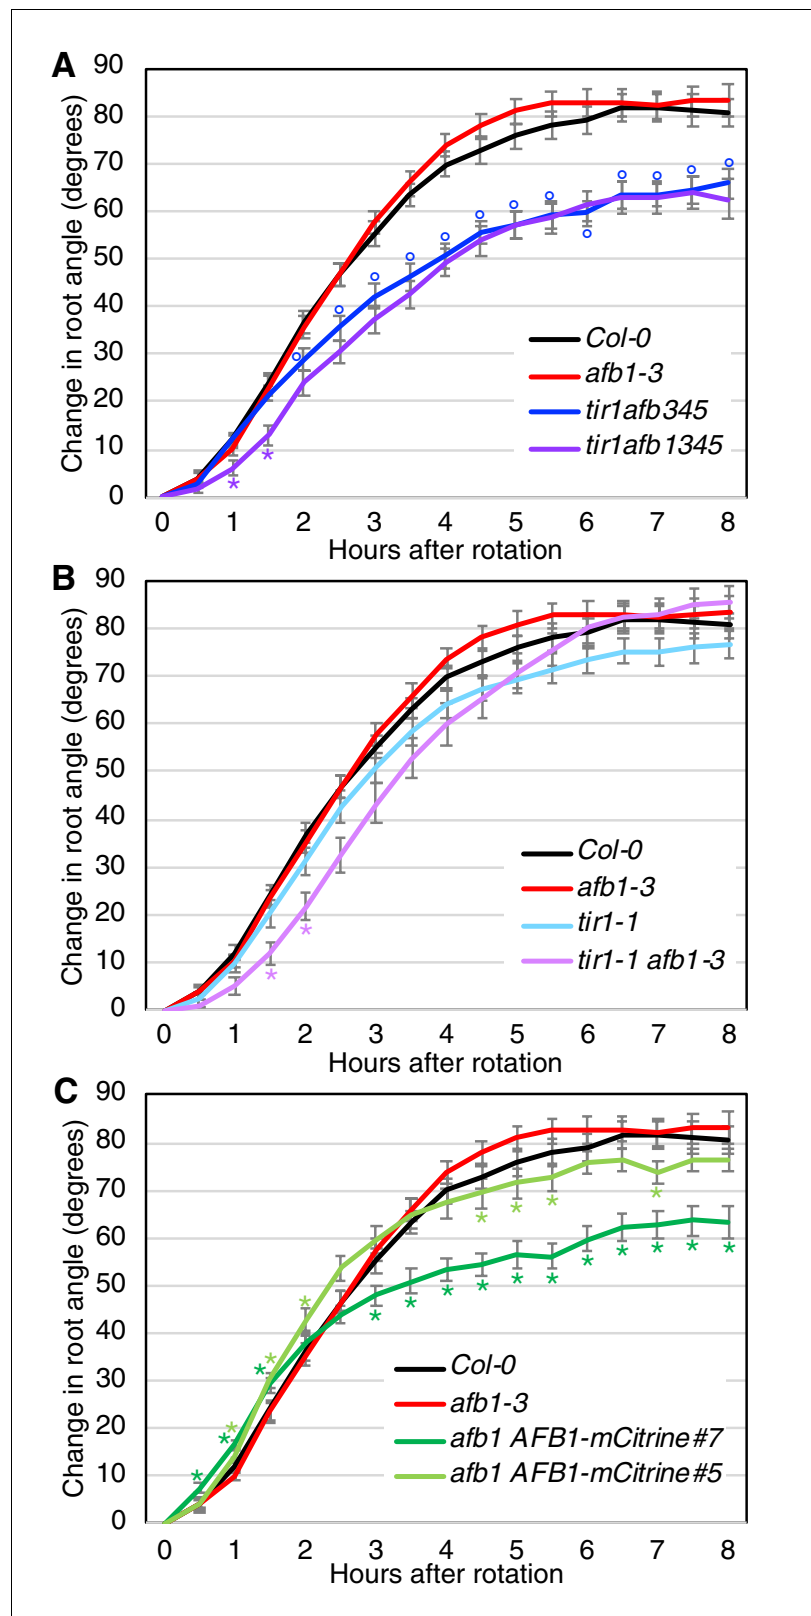 A
90
80
70
60
50
40
30
20
10
0
Change in root angle (degrees)
Col-0
afb1-3
tir1afb345
tir1afb1345
0 1 2 3 4 5 6 7 8
Hours after rotation
B
90
80
70
60
50
40
30
20
10
0
Change in root angle (degrees)
Col-0
afb1-3
tir1-1
tir1-1 afb1-3
0 1 2 3 4 5 6 7 8
Hours after rotation
C
90
80
70
60
50
40
30
20
10
0
Change in root angle (degrees)
Col-0
afb1-3
afb1 AFB1-mCitrine#7
afb1 AFB1-mCitrine#5
0 1 2 3 4 5 6 7 8
Hours after rotation